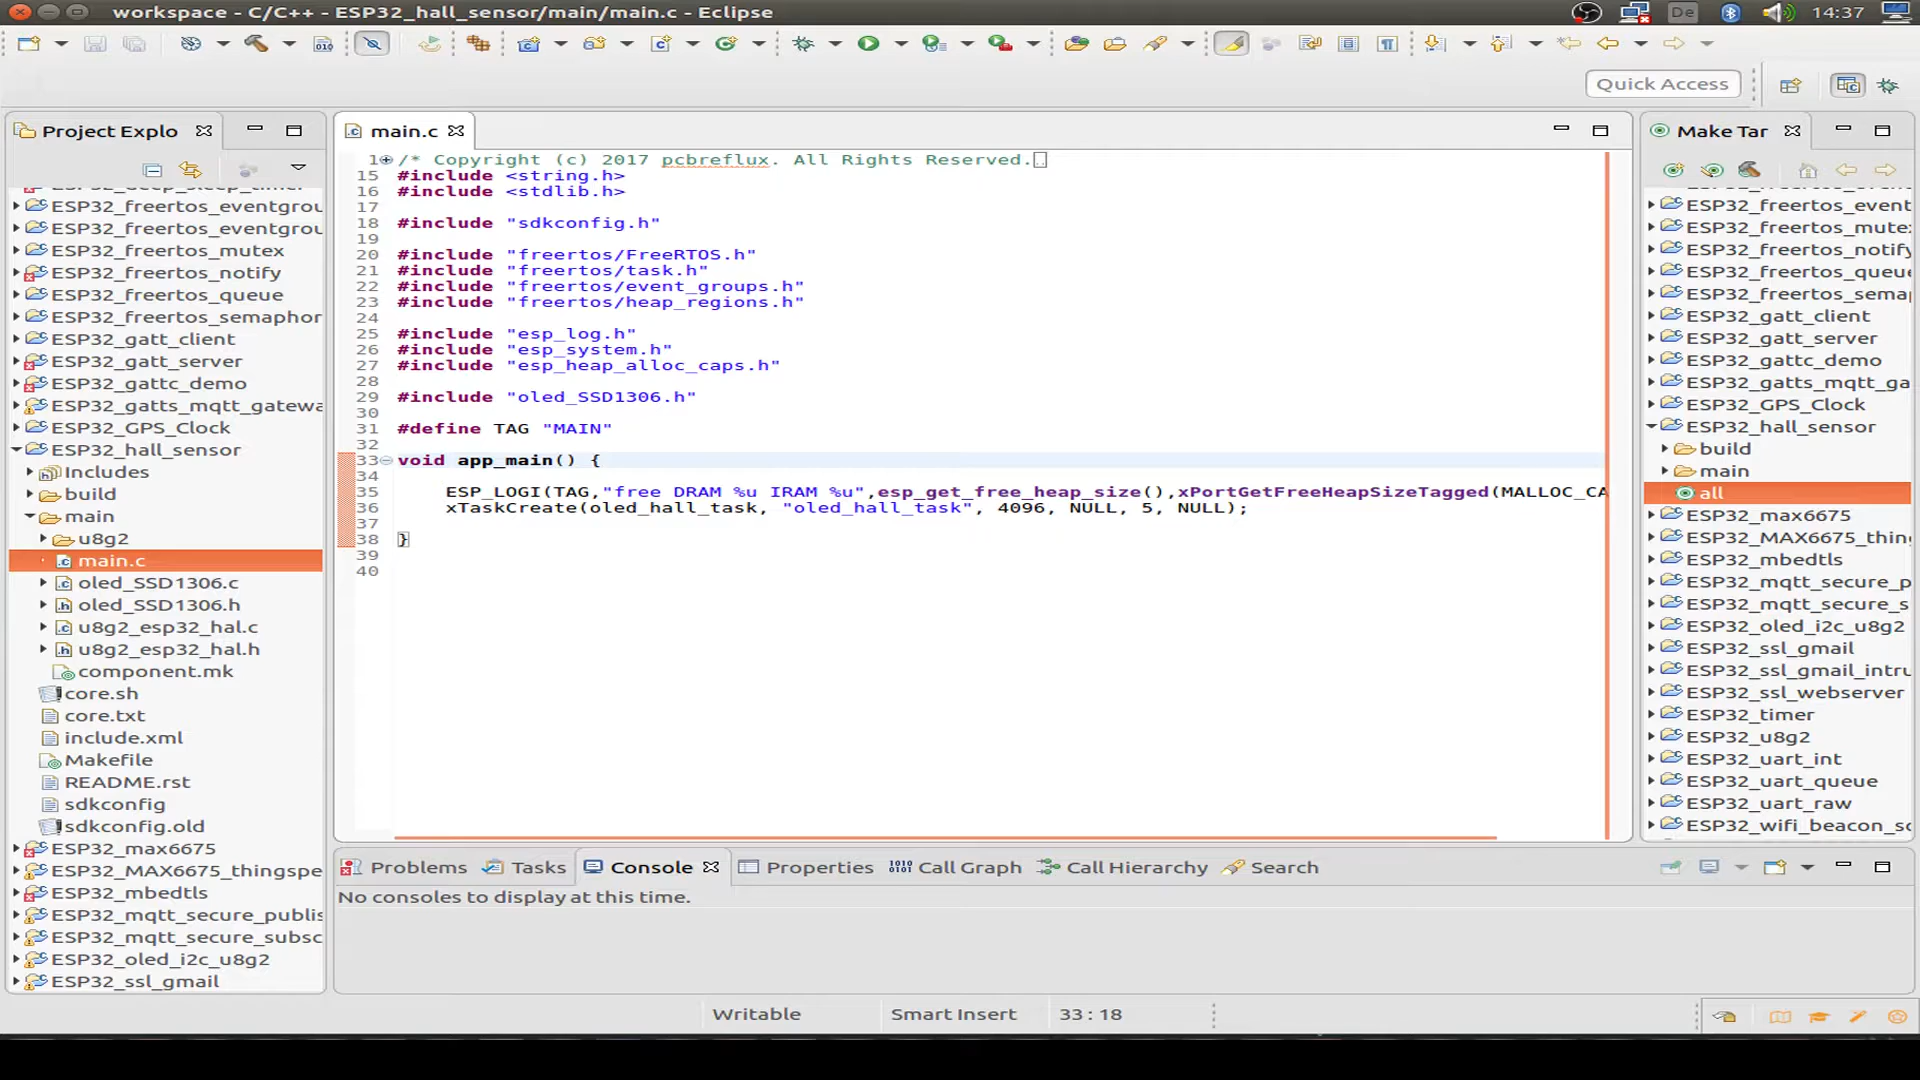 workspace - C/C++ - ESP32_hall_sensor/main/main.c - Eclipse
De
14:37
Quick Access
Project Explo
ESP32_freertos_eventgrou
ESP32_freertos_eventgrou
ESP32_freertos_mutex
ESP32_freertos_notify
ESP32_freertos_queue
ESP32_freertos_semaphor
ESP32_gatt_client
ESP32_gatt_server
ESP32_gattc_demo
ESP32_gatts_mqtt_gatewa
ESP32_GPS_Clock
ESP32_hall_sensor
Includes
build
main
u8g2
main.c
oled_SSD1306.c
oled_SSD1306.h
u8g2_esp32_hal.c
u8g2_esp32_hal.h
component.mk
core.sh
core.txt
include.xml
Makefile
README.rst
sdkconfig
sdkconfig.old
ESP32_max6675
ESP32_MAX6675_thingspe
ESP32_mbedtls
ESP32_mqtt_secure_publis
ESP32_mqtt_secure_subsc
ESP32_oled_i2c_u8g2
ESP32_ssl_gmail
main.c
1 /* Copyright (c) 2017 pcbreflux. All Rights Reserved.
15 #include <string.h>
16 #include <stdlib.h>
17
18 #include "sdkconfig.h"
19
20 #include "freertos/FreeRTOS.h"
21 #include "freertos/task.h"
22 #include "freertos/event_groups.h"
23 #include "freertos/heap_regions.h"
24
25 #include "esp_log.h"
26 #include "esp_system.h"
27 #include "esp_heap_alloc_caps.h"
28
29 #include "oled_SSD1306.h"
30
31 #define TAG "MAIN"
32
33 void app_main() {
34
35 ESP_LOGI(TAG,"free DRAM %u IRAM %u",esp_get_free_heap_size(),xPortGetFreeHeapSizeTagged(MALLOC_CA
36 xTaskCreate(oled_hall_task, "oled_hall_task", 4096, NULL, 5, NULL);
37
38 }
39
40
Problems
Tasks
Console
Properties
Call Graph
Call Hierarchy
Search
No consoles to display at this time.
Make Tar
ESP32_freertos_event
ESP32_freertos_mute
ESP32_freertos_notify
ESP32_freertos_queue
ESP32_freertos_sema
ESP32_gatt_client
ESP32_gatt_server
ESP32_gattc_demo
ESP32_gatts_mqtt_ga
ESP32_GPS_Clock
ESP32_hall_sensor
build
main
all
ESP32_max6675
ESP32_MAX6675_thin
ESP32_mbedtls
ESP32_mqtt_secure_p
ESP32_mqtt_secure_s
ESP32_oled_i2c_u8g2
ESP32_ssl_gmail
ESP32_ssl_gmail_intru
ESP32_ssl_webserver
ESP32_timer
ESP32_u8g2
ESP32_uart_int
ESP32_uart_queue
ESP32_uart_raw
ESP32_wifi_beacon_s
Writable
Smart Insert
33 : 18